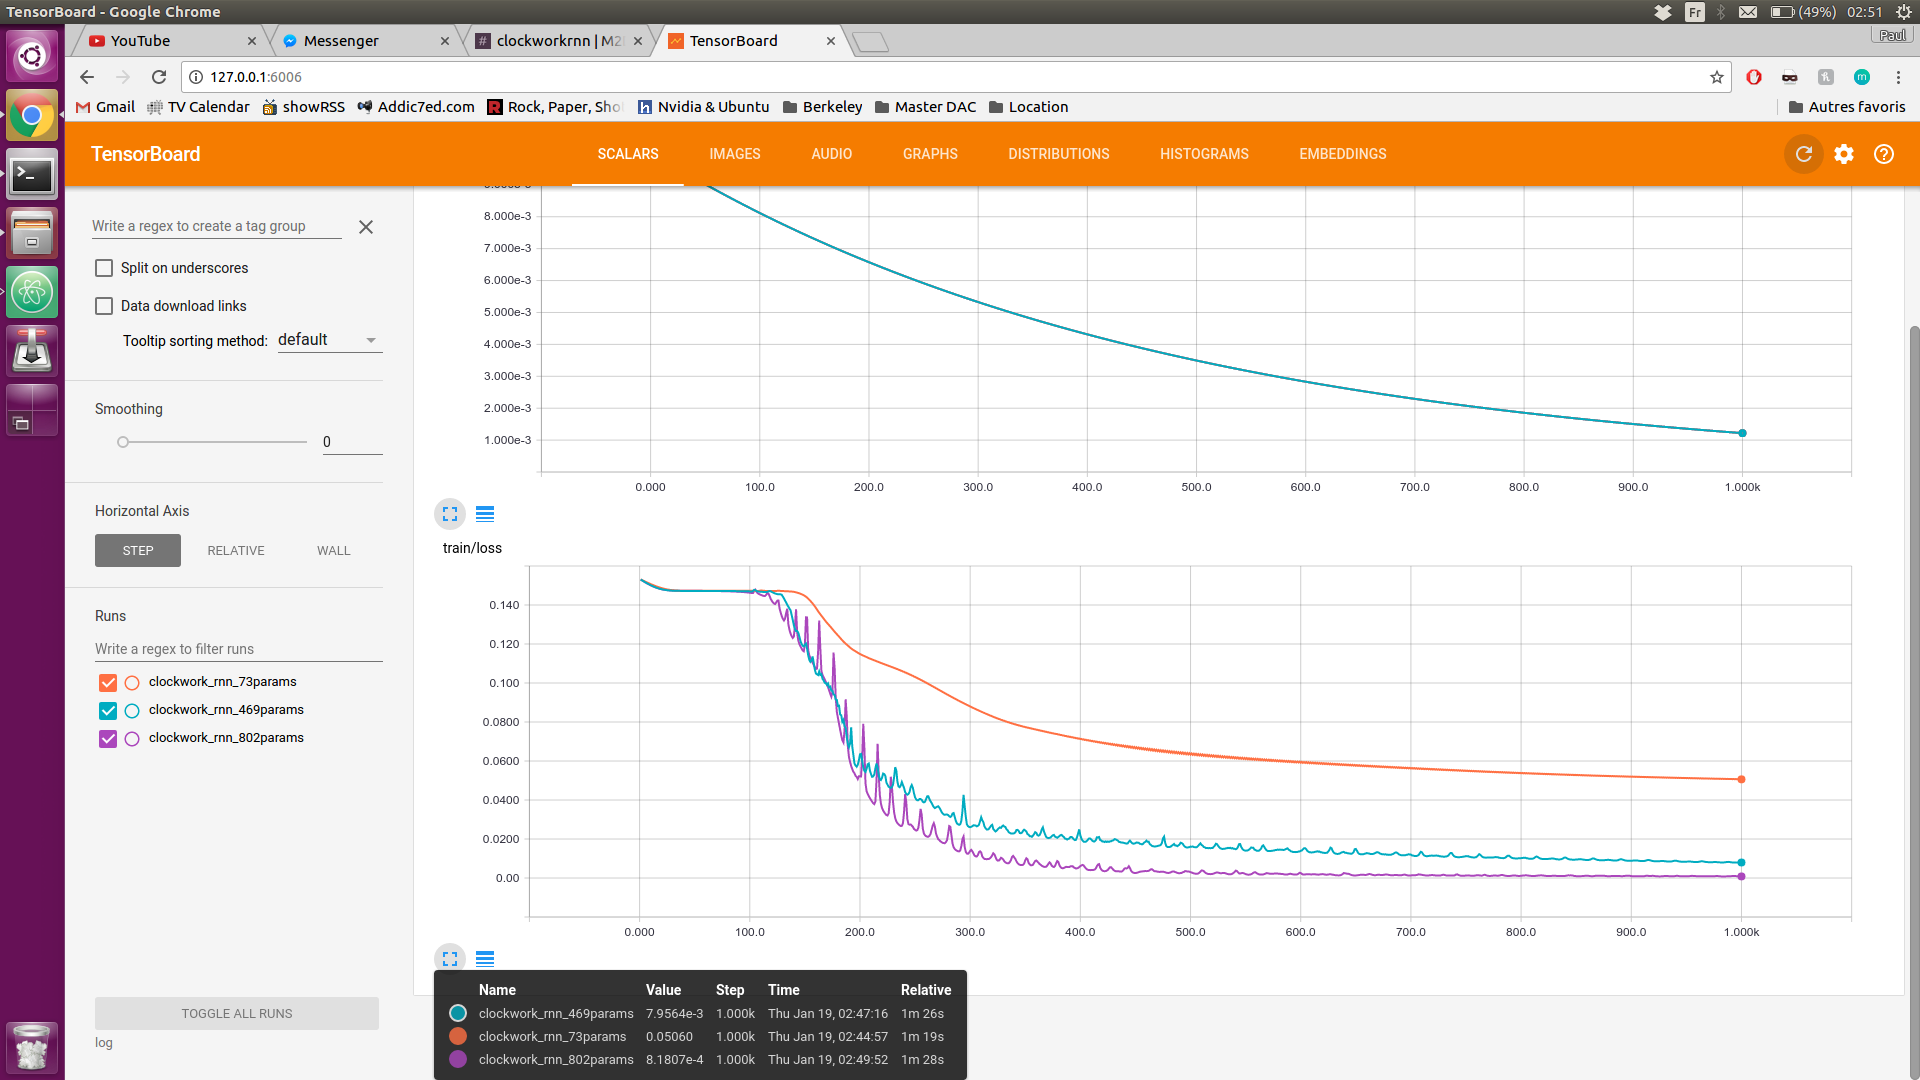 TensorBoard - Google Chrome
Fr (49%) 02:51
YouTube Messenger clockworkrnn | M2 TensorBoard Paul
127.0.0.1:6006
Gmail TV Calendar showRSS Addic7ed.com Rock, Paper, Sho Nvidia & Ubuntu Berkeley Master DAC Location Autres favoris
TensorBoard SCALARS IMAGES AUDIO GRAPHS DISTRIBUTIONS HISTOGRAMS EMBEDDINGS
Write a regex to create a tag group
Split on underscores
Data download links
Tooltip sorting method: default
Smoothing
0
Horizontal Axis
STEP RELATIVE WALL
Runs
Write a regex to filter runs
clockwork_rnn_73params
clockwork_rnn_469params
clockwork_rnn_802params
TOGGLE ALL RUNS
log
8.000e-3
7.000e-3
6.000e-3
5.000e-3
4.000e-3
3.000e-3
2.000e-3
1.000e-3
0.000 100.0 200.0 300.0 400.0 500.0 600.0 700.0 800.0 900.0 1.000k
train/loss
0.140
0.120
0.100
0.0800
0.0600
0.0400
0.0200
0.00
0.000 100.0 200.0 300.0 400.0 500.0 600.0 700.0 800.0 900.0 1.000k
Name Value Step Time Relative
clockwork_rnn_469params 7.9564e-3 1.000k Thu Jan 19, 02:47:16 1m 26s
clockwork_rnn_73params 0.05060 1.000k Thu Jan 19, 02:44:57 1m 19s
clockwork_rnn_802params 8.1807e-4 1.000k Thu Jan 19, 02:49:52 1m 28s